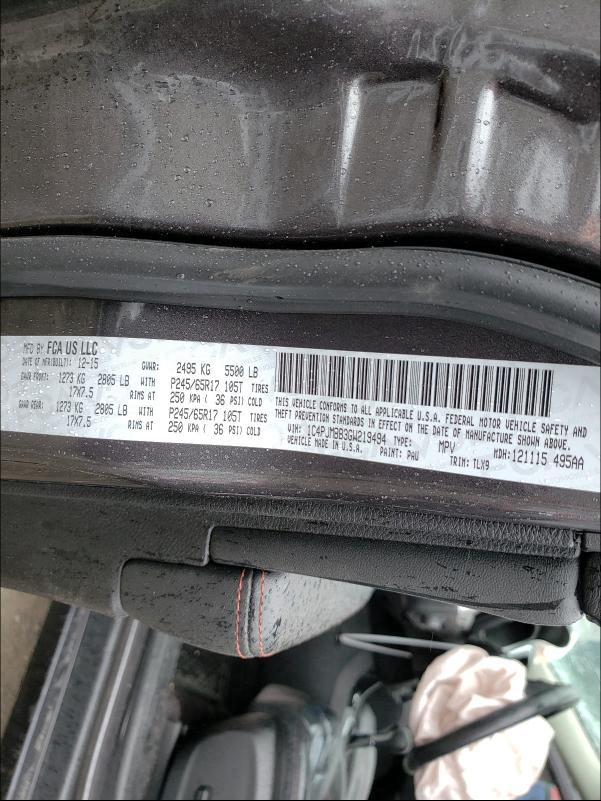 MFD BY FCA US LLC
DATE OF MFR(BUILT): 12-15
GVWR: 2495 KG 5500 LB
GAWR FRONT: 1273 KG 2805 LB WITH P245/65R17 105T TIRES
17X7.5 RIMS AT 250 KPA ( 36 PSI) COLD
GAWR REAR: 1273 KG 2805 LB WITH P245/65R17 105T TIRES
17X7.5 RIMS AT 250 KPA ( 36 PSI) COLD
THIS VEHICLE CONFORMS TO ALL APPLICABLE U.S.A. FEDERAL MOTOR VEHICLE SAFETY AND
THEFT PREVENTION STANDARDS IN EFFECT ON THE DATE OF MANUFACTURE SHOWN ABOVE.
VIN: 1C4PJMBB3GW219484 TYPE: MPV MDH: 121115 495AA
VEHICLE MADE IN U.S.A. PAINT: PAU TRIM: TLX9